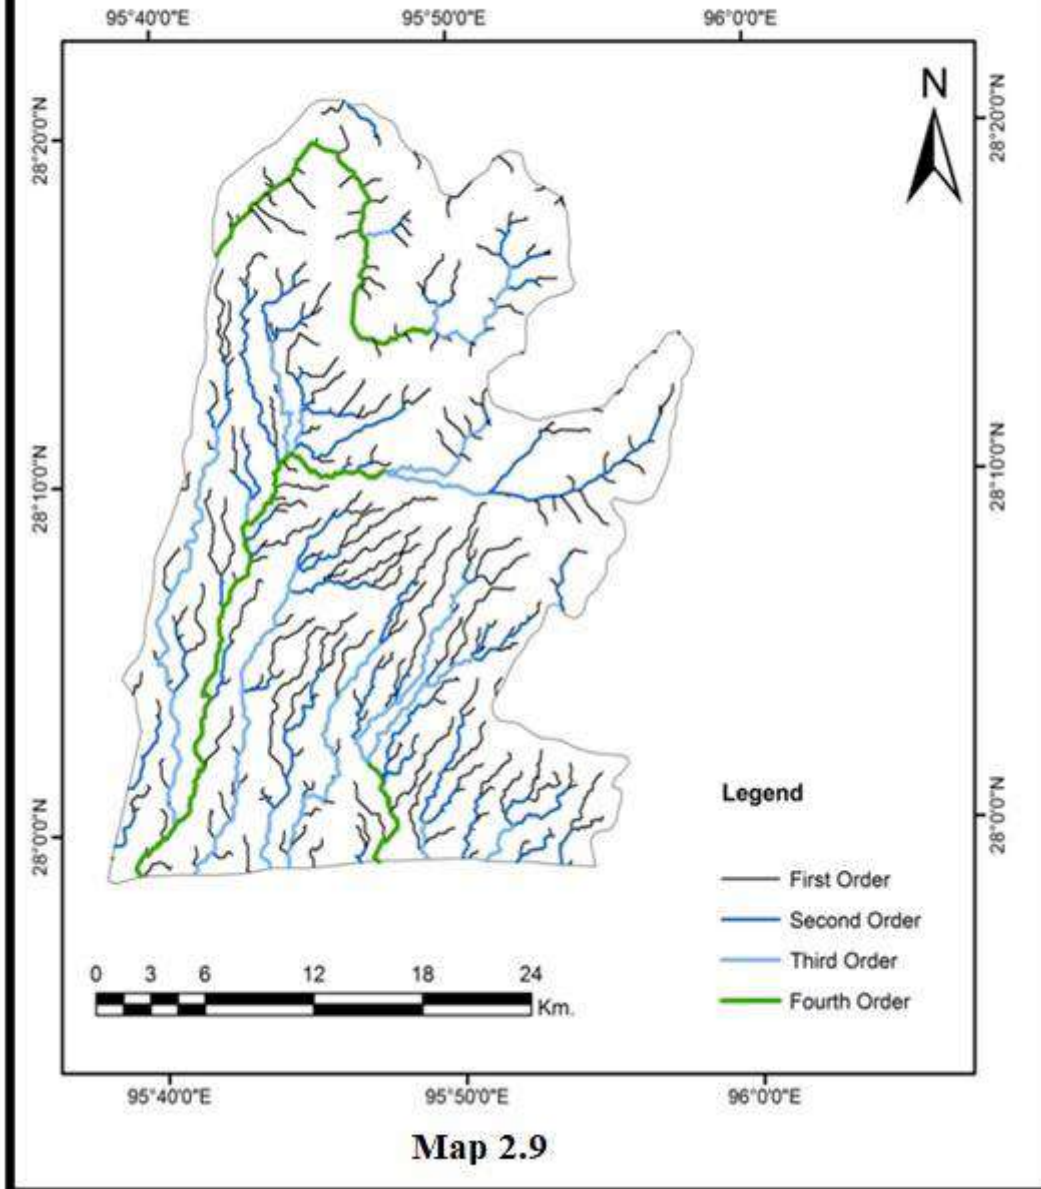 95°40'0"E 95°50'0"E 96°0'0"E
N
28°20'0"N 28°20'0"N
28°10'0"N 28°10'0"N
28°0'0"N 28°0'0"N
Legend
First Order
Second Order
Third Order
Fourth Order
0 3 6 12 18 24
Km.
95°40'0"E 95°50'0"E 96°0'0"E
Map 2.9